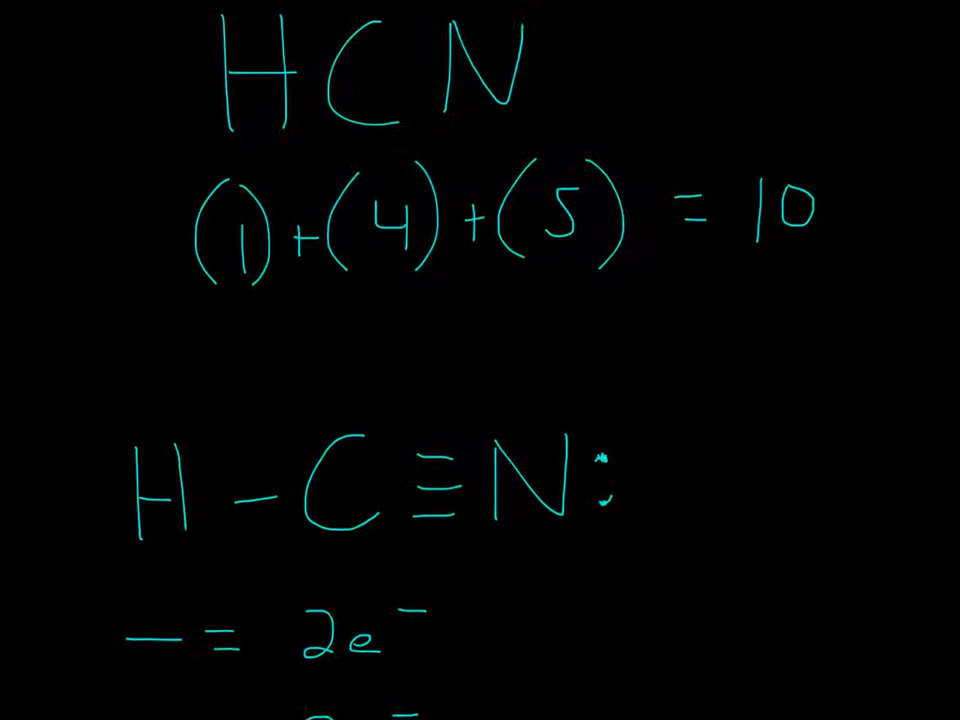 HCN
(1)+(4)+(5) = 10
H - C ≡ N:
— = 2e⁻